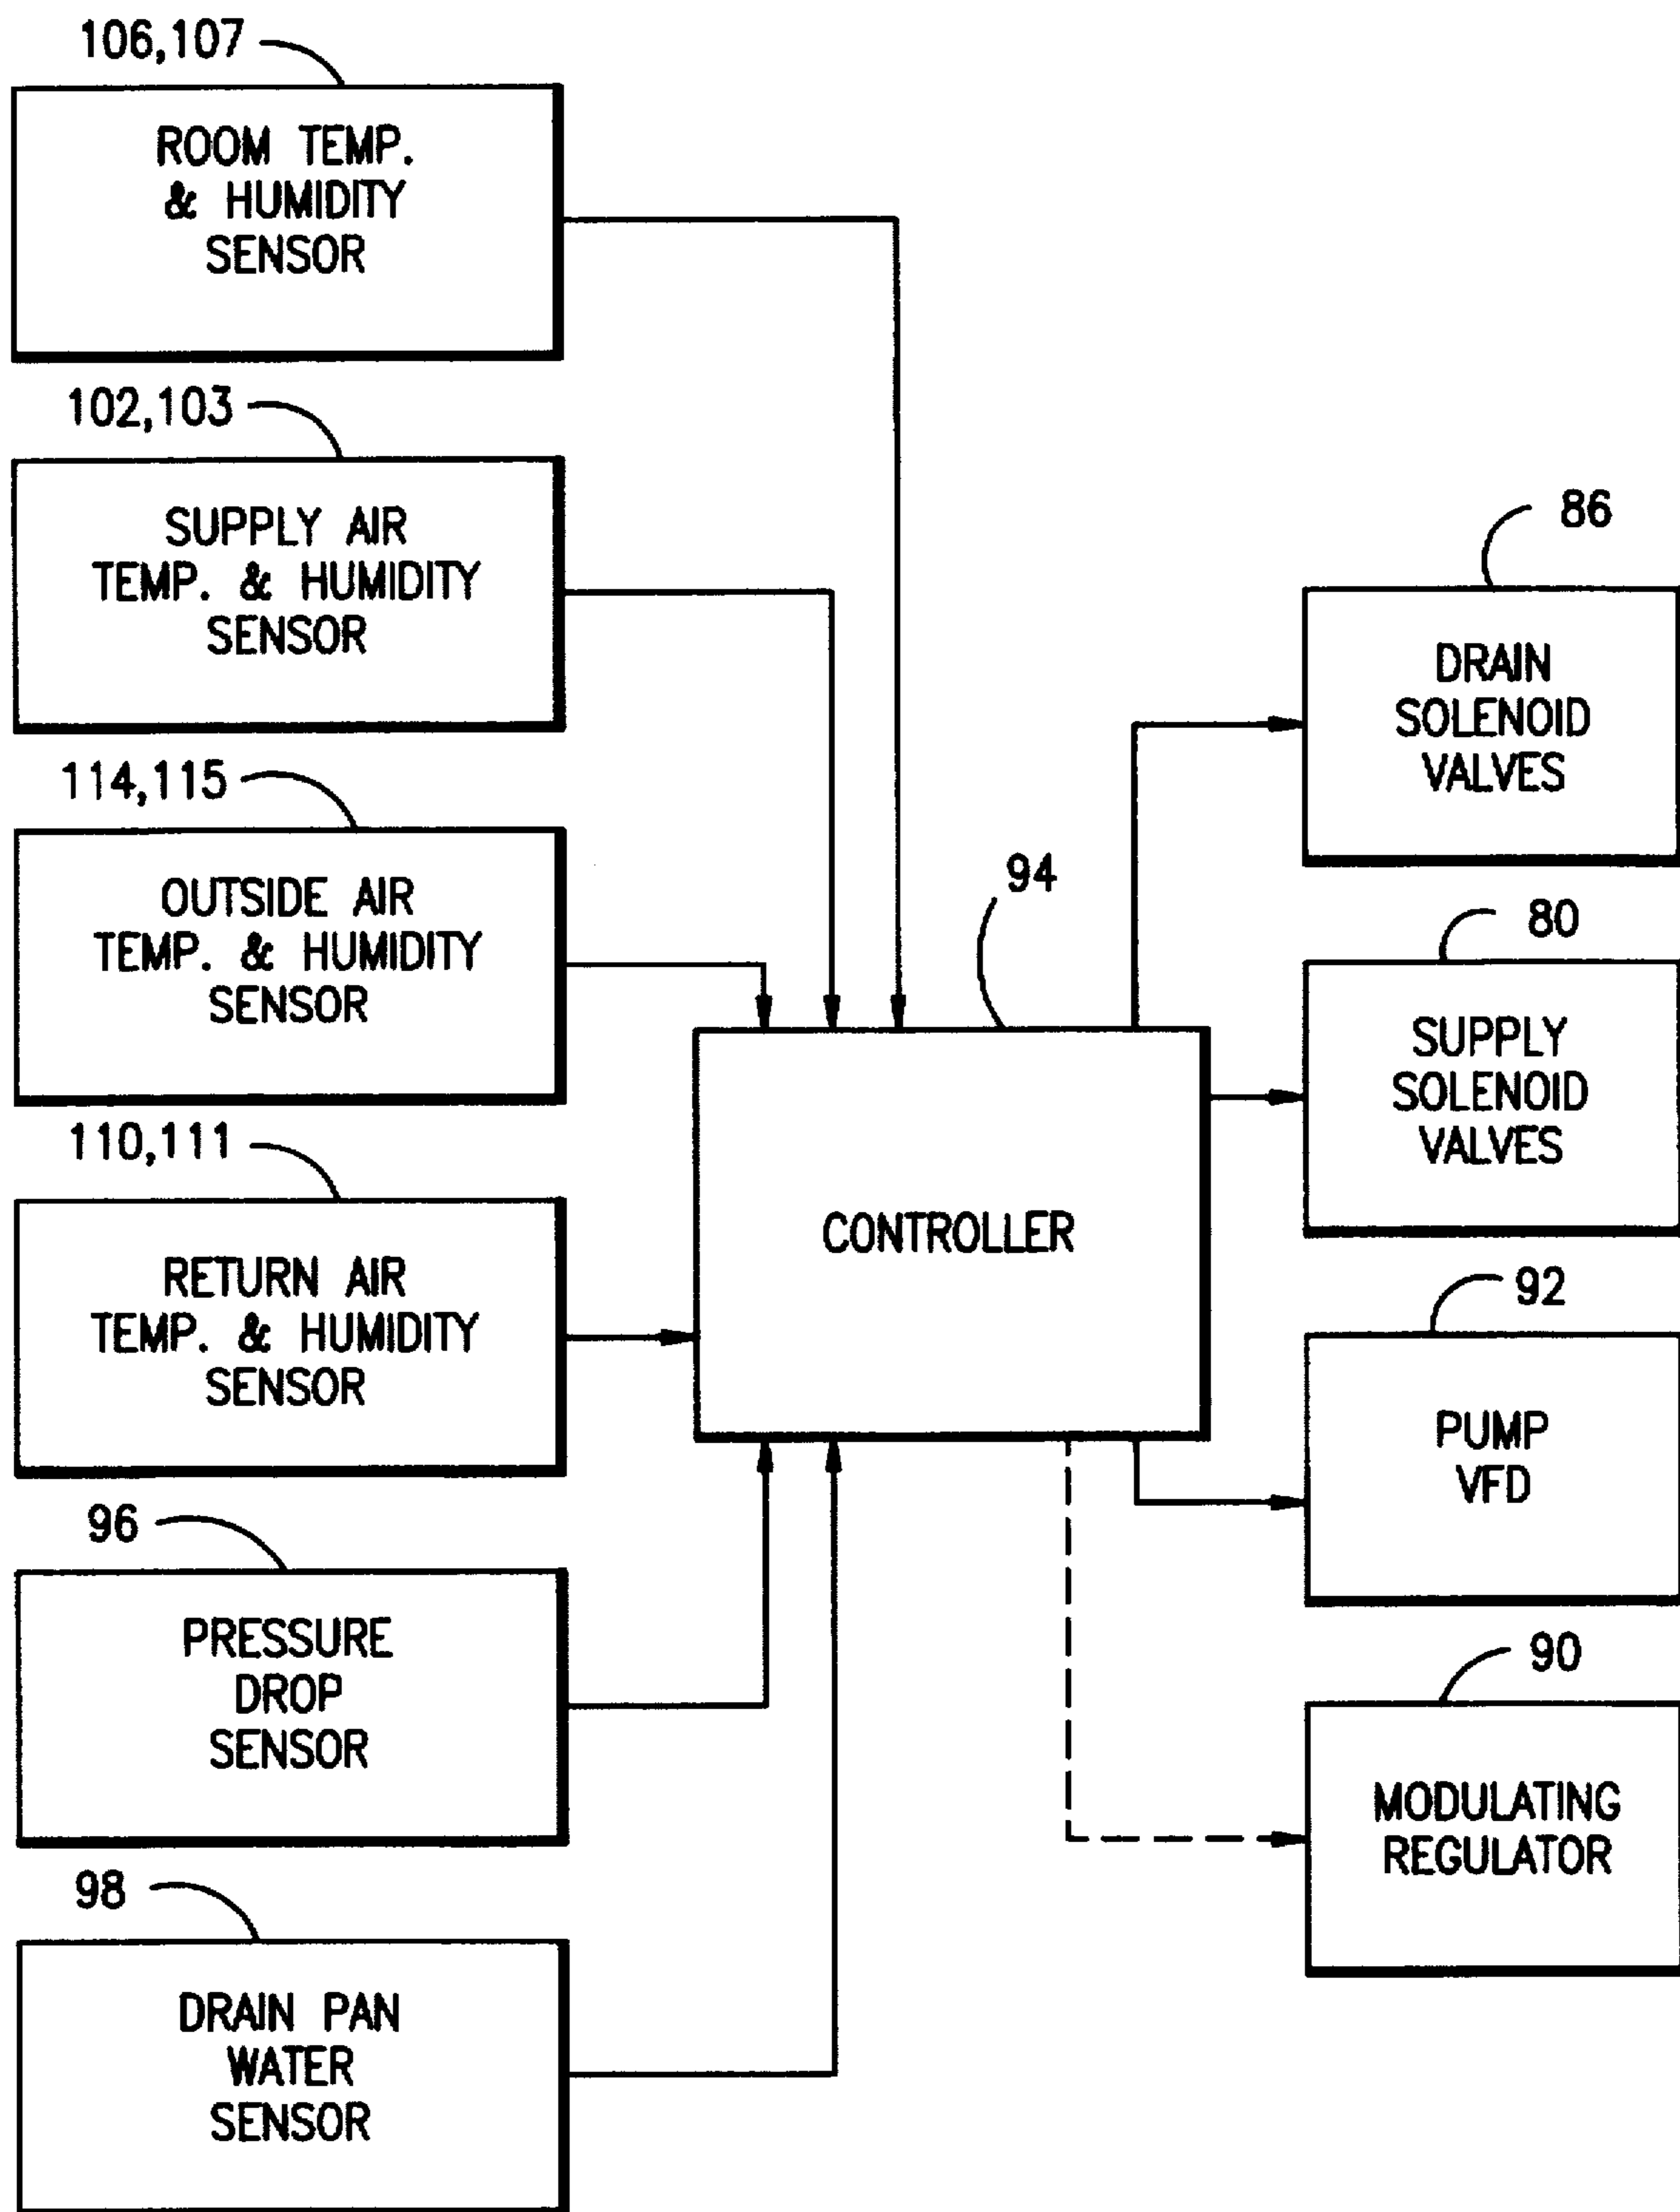 106,107
ROOM TEMP.
& HUMIDITY
SENSOR
102,103
SUPPLY AIR
TEMP. & HUMIDITY
SENSOR
114,115
OUTSIDE AIR
TEMP. & HUMIDITY
SENSOR
110,111
RETURN AIR
TEMP. & HUMIDITY
SENSOR
96
PRESSURE
DROP
SENSOR
98
DRAIN PAN
WATER
SENSOR
94
CONTROLLER
86
DRAIN
SOLENOID
VALVES
80
SUPPLY
SOLENOID
VALVES
92
PUMP
VFD
90
MODULATING
REGULATOR